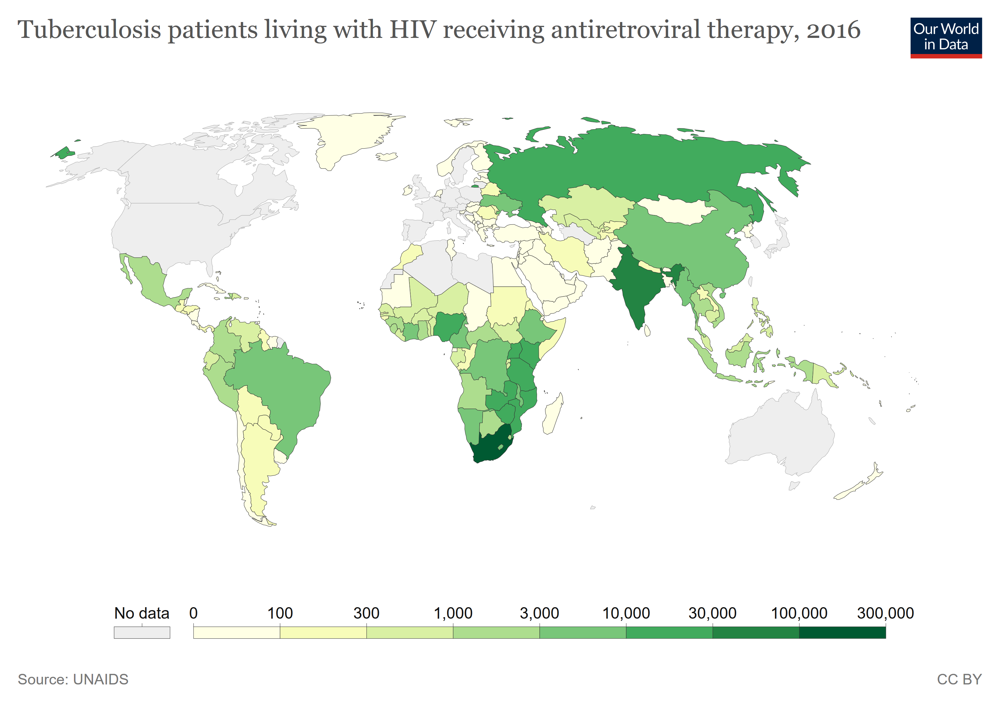 Tuberculosis patients living with HIV receiving antiretroviral therapy, 2016
Our World
in Data
No data
0
100
300
1,000
3,000
10,000
30,000
100,000
300,000
Source: UNAIDS
CC BY